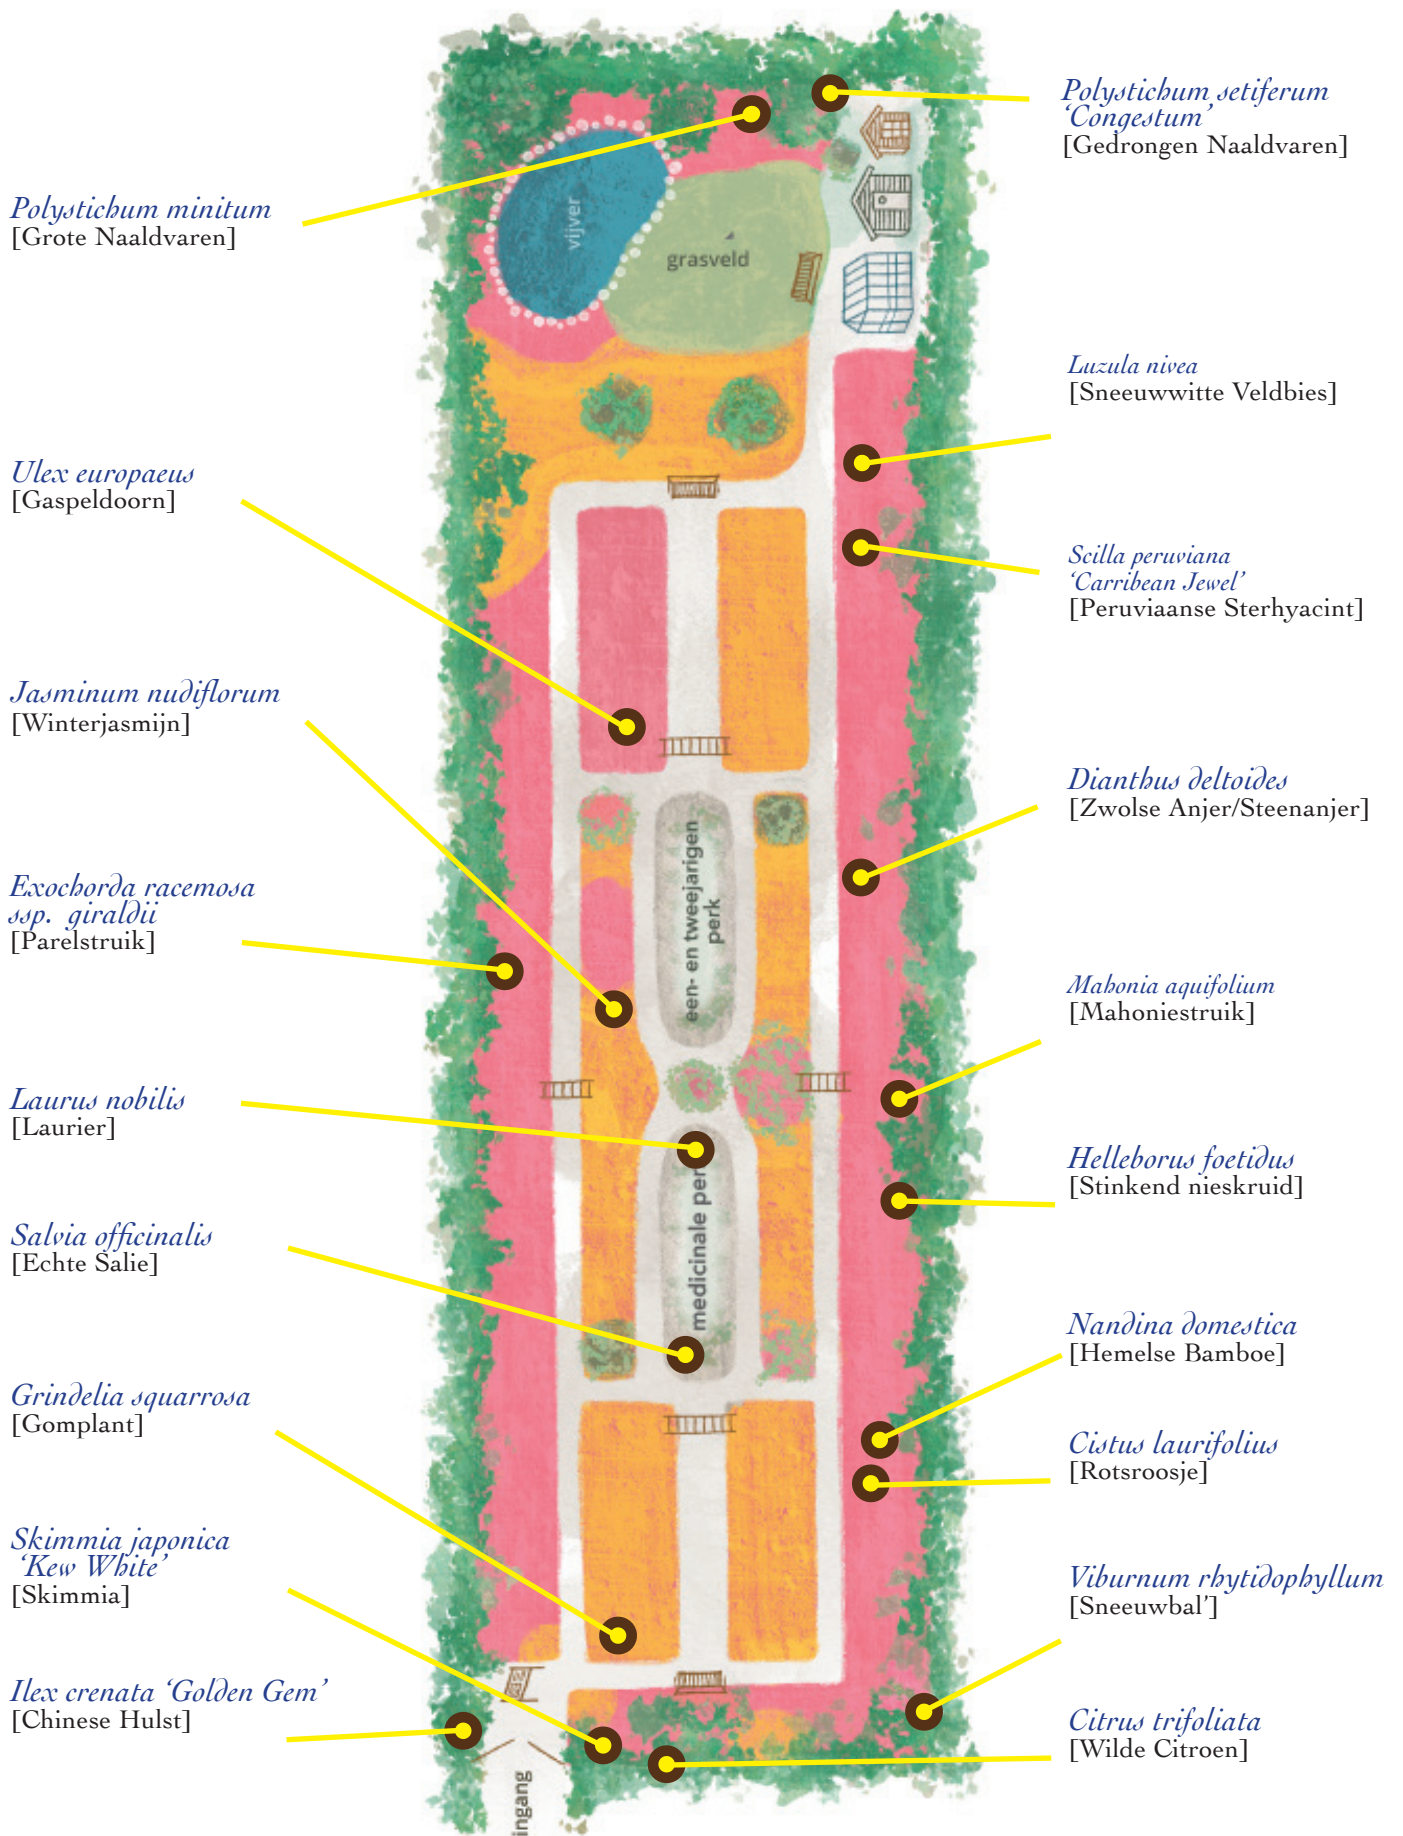 Polystichum setiferum
'Congestum'
[Gedrongen Naaldvaren]
Polystichum minitum
[Grote Naaldvaren]
vijver
grasveld
Luzula nivea
[Sneeuwwitte Veldbies]
Ulex europaeus
[Gaspeldoorn]
Scilla peruviana
'Carribean Jewel'
[Peruviaanse Sterhyacint]
Jasminum nudiflorum
[Winterjasmijn]
Dianthus deltoides
[Zwolse Anjer/Steenanjer]
een- en tweejarigen
perk
Exochorda racemosa
ssp. giraldii
[Parelstruik]
Mahonia aquifolium
[Mahoniestruik]
Laurus nobilis
[Laurier]
Helleborus foetidus
[Stinkend nieskruid]
medicinale per
Salvia officinalis
[Echte Salie]
Nandina domestica
[Hemelse Bamboe]
Grindelia squarrosa
[Gomplant]
Cistus laurifolius
[Rotsroosje]
Skimmia japonica
'Kew White'
[Skimmia]
Viburnum rhytidophyllum
[Sneeuwbal']
Ilex crenata 'Golden Gem'
[Chinese Hulst]
Citrus trifoliata
[Wilde Citroen]
ingang